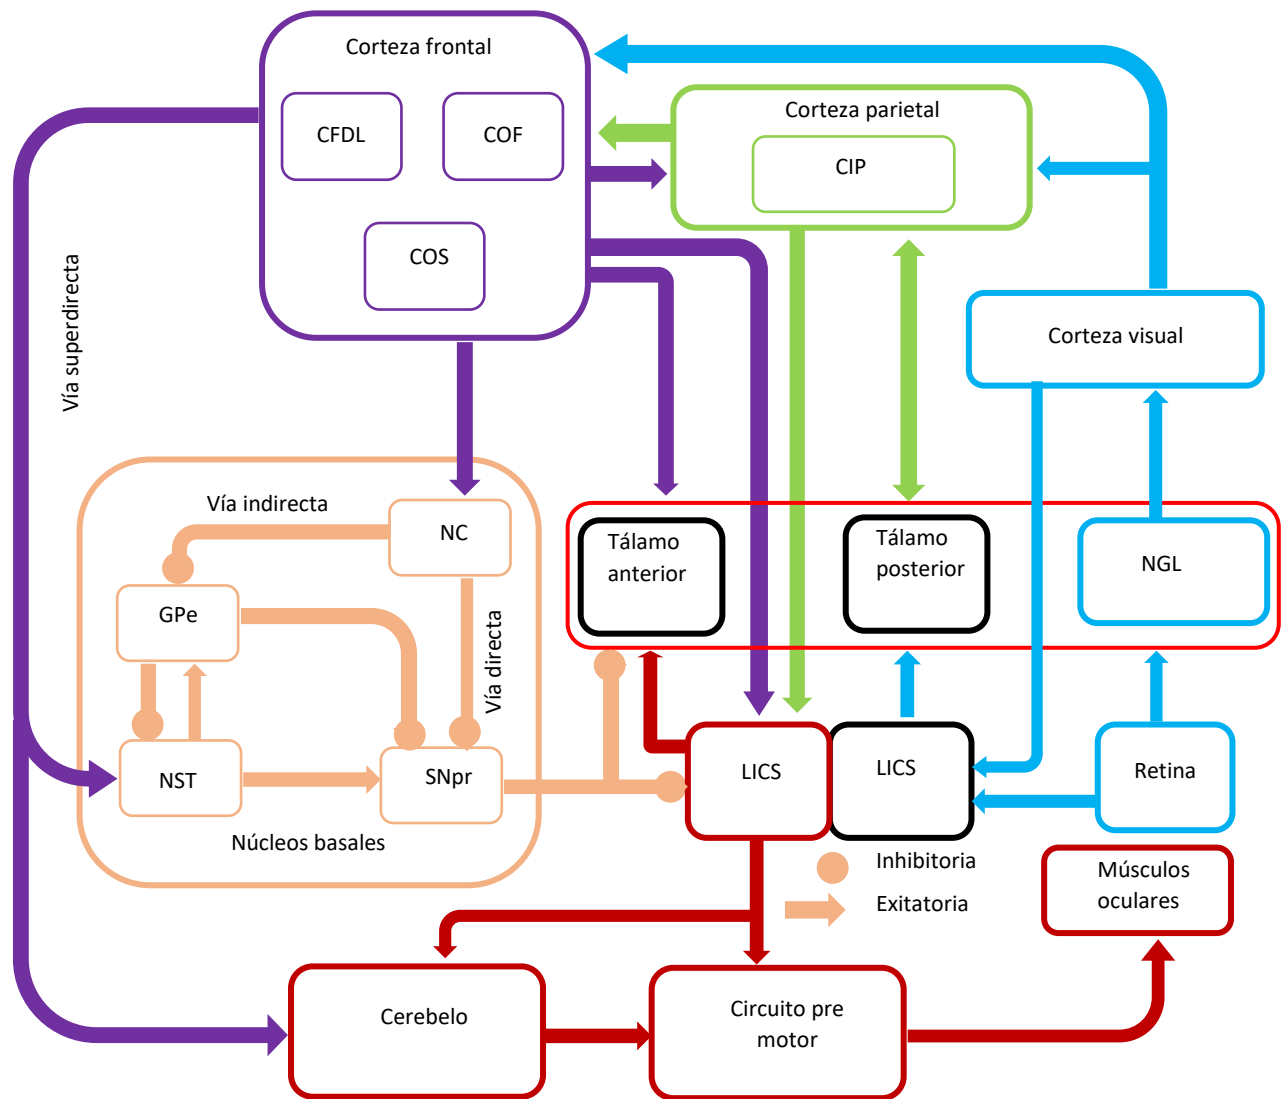 Corteza frontal
CFDL
COF
COS
Corteza parietal
CIP
Corteza visual
Vía superdirecta
Vía indirecta
NC
GPe
Vía directa
NST
SNpr
Núcleos basales
Tálamo
anterior
Tálamo
posterior
NGL
LICS
LICS
Retina
Inhibitoria
Exitatoria
Músculos
oculares
Cerebelo
Circuito pre
motor